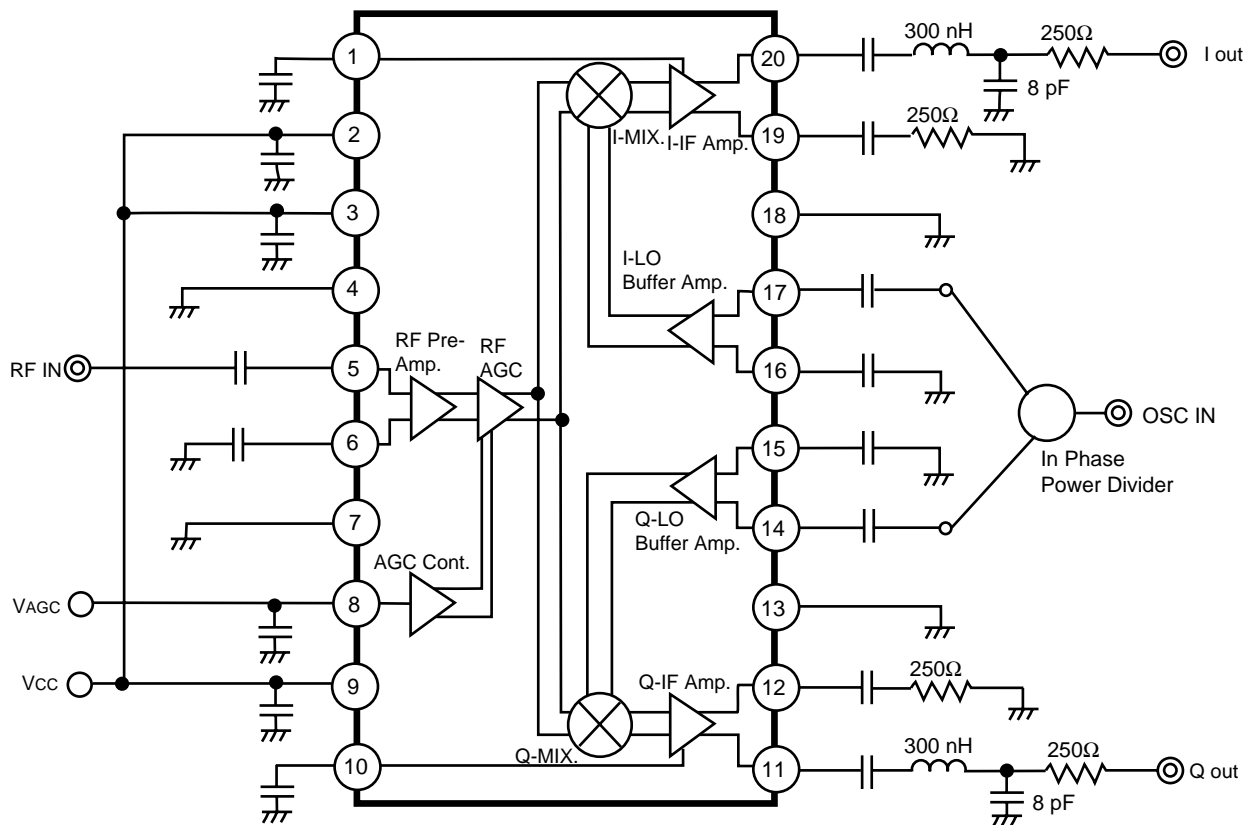 1
2
3
4
5
6
7
8
9
10
20
19
18
17
16
15
14
13
12
11
RF IN
VAGC
VCC
RF Pre-
Amp.
RF
AGC
AGC Cont.
I-MIX.
I-IF Amp.
I-LO
Buffer Amp.
Q-LO
Buffer Amp.
Q-IF Amp.
Q-MIX.
300 nH
250Ω
I out
8 pF
250Ω
OSC IN
In Phase
Power Divider
250Ω
300 nH
250Ω
Q out
8 pF